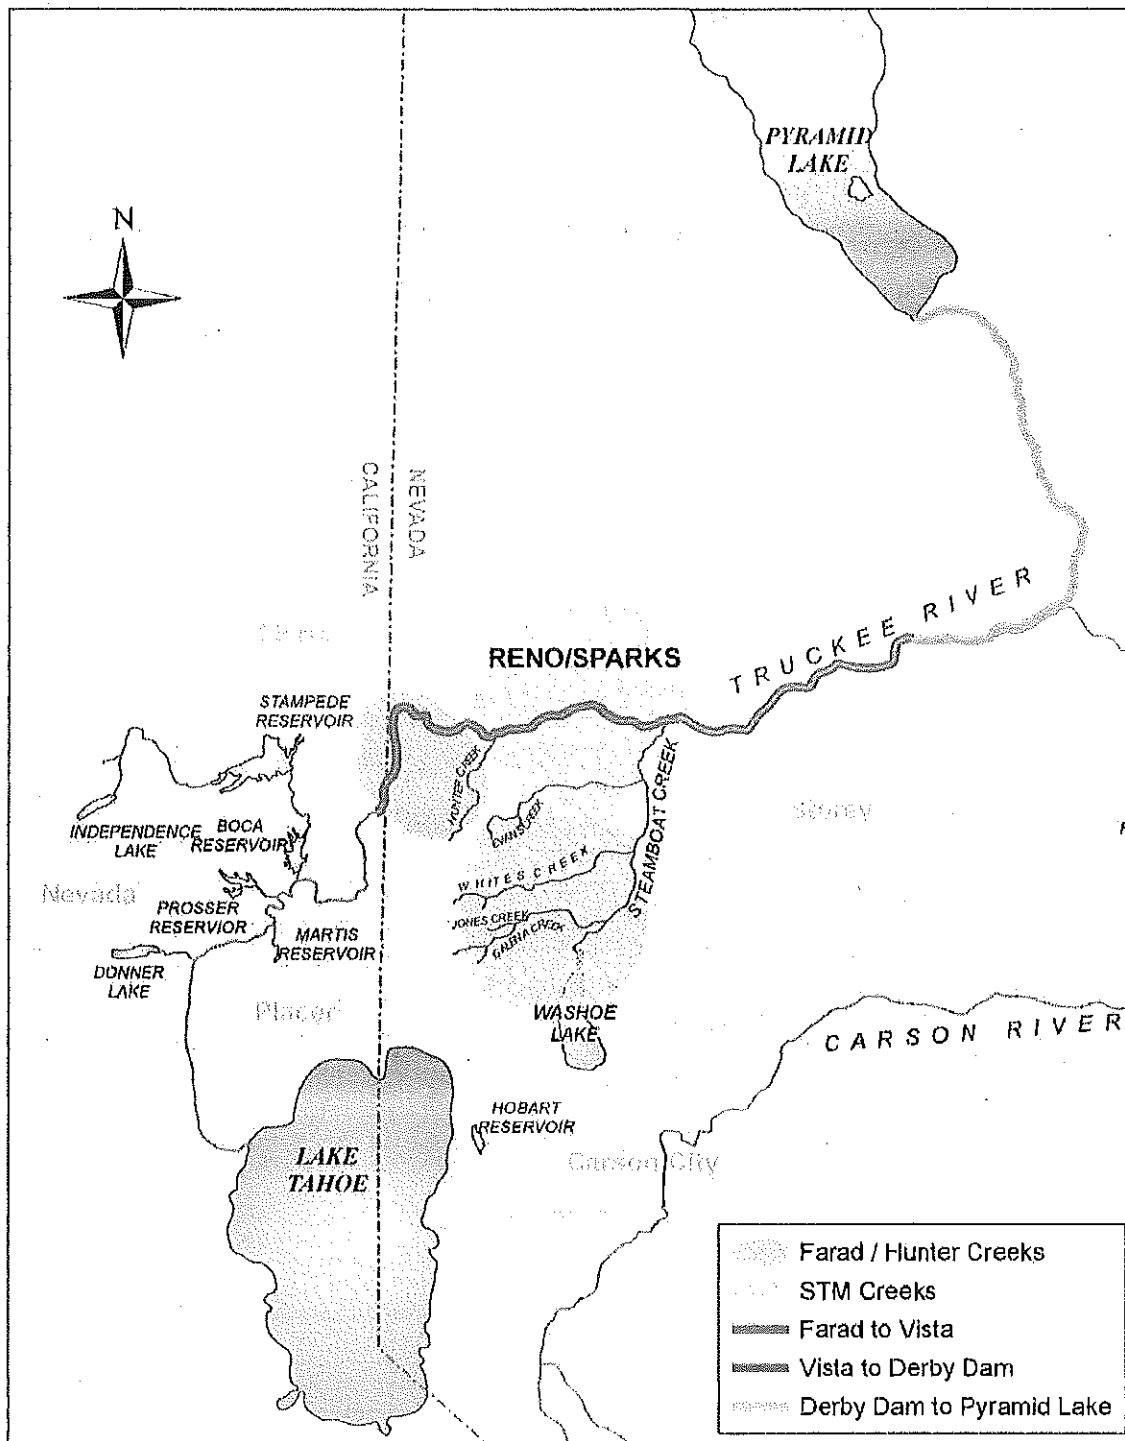 PYRAMID
LAKE
N
NEVADA
CALIFORNIA
TRUCKEE RIVER
RENO/SPARKS
STAMPEDE
RESERVOIR
HUNTER CREEK
STEAMBOAT CREEK
Storey
INDEPENDENCE
LAKE
BOCA
RESERVOIR
EVANS CREEK
Nevada
WHITES CREEK
PROSSER
RESERVIOR
JONES CREEK
GALENA CREEK
MARTIS
RESERVOIR
DONNER
LAKE
Placer
WASHOE
LAKE
CARSON RIVER
HOBART
RESERVOIR
LAKE
TAHOE
Carson City
Farad / Hunter Creeks
STM Creeks
Farad to Vista
Vista to Derby Dam
Derby Dam to Pyramid Lake